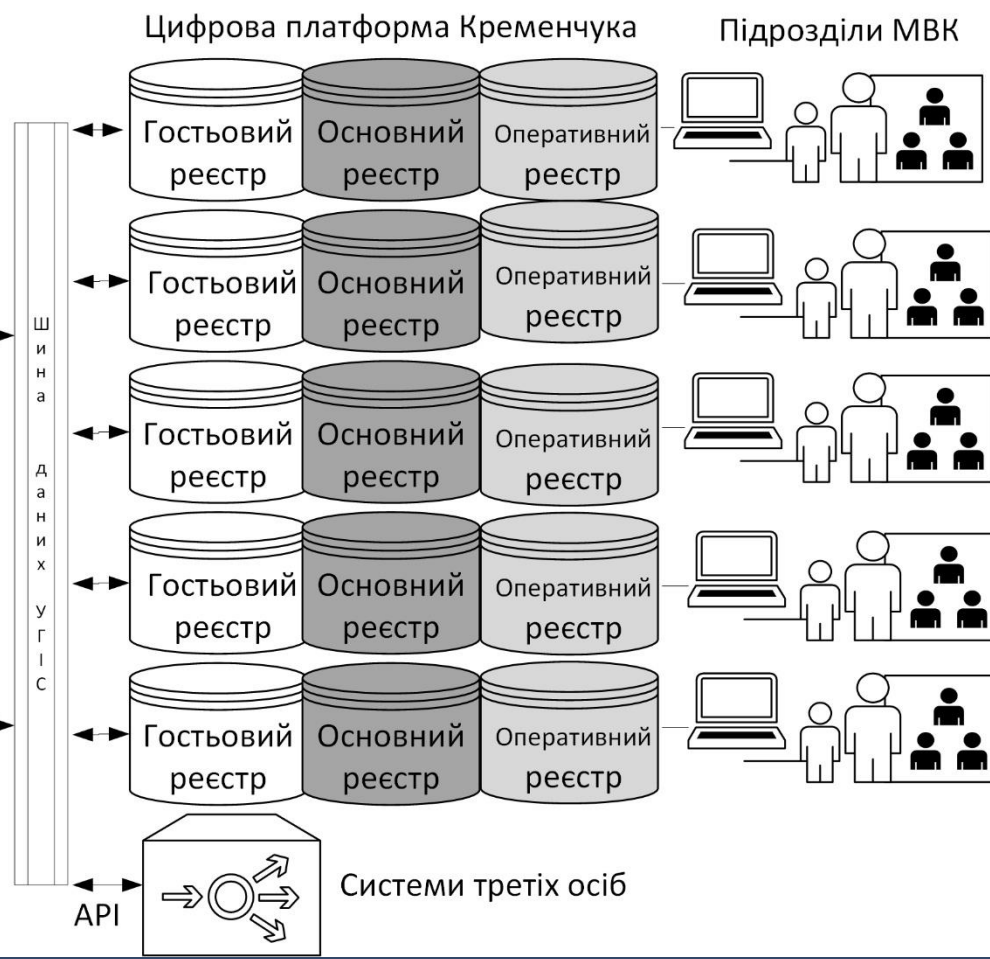 Цифрова платформа Кременчука
Підрозділи МВК
Гостьовий
реєстр
Основний
реєстр
Оперативний
реєстр
Гостьовий
реєстр
Основний
реєстр
Оперативний
реєстр
Гостьовий
реєстр
Основний
реєстр
Оперативний
реєстр
Гостьовий
реєстр
Основний
реєстр
Оперативний
реєстр
Гостьовий
реєстр
Основний
реєстр
Оперативний
реєстр
Шина даних УГІС
API
Системи третіх осіб